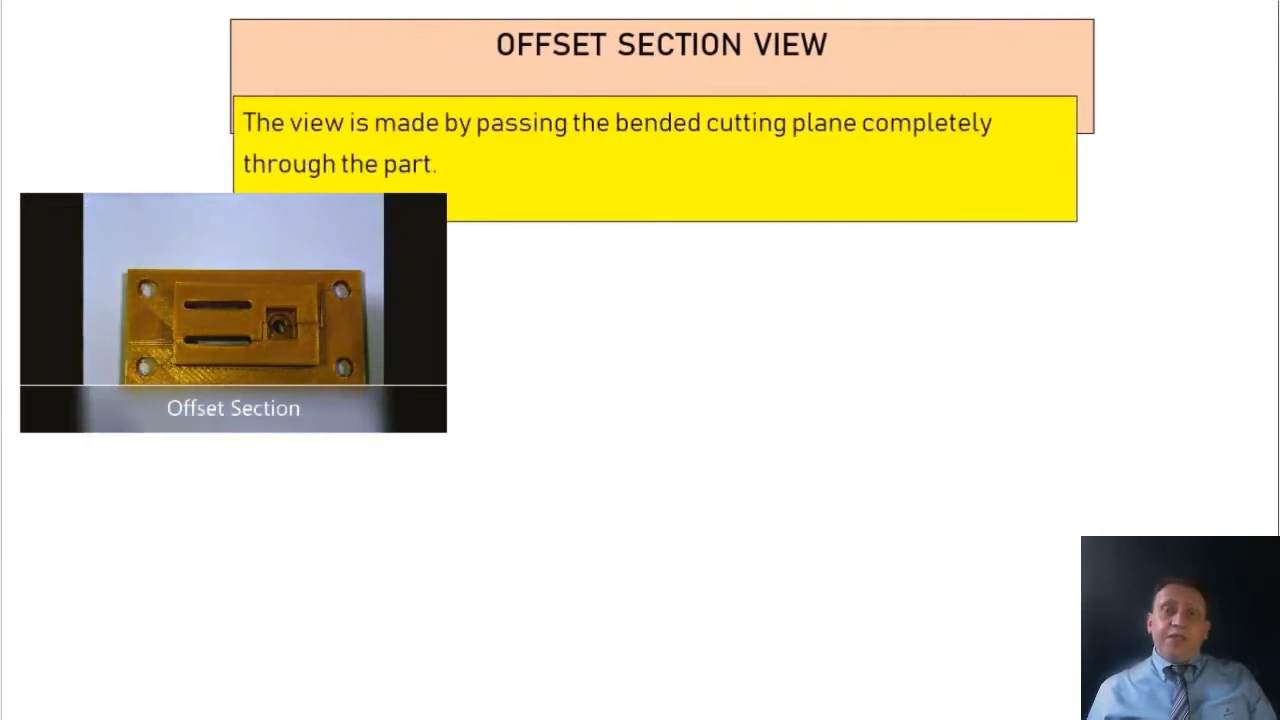 OFFSET SECTION VIEW
The view is made by passing the bended cutting plane completely
through the part.
Offset Section